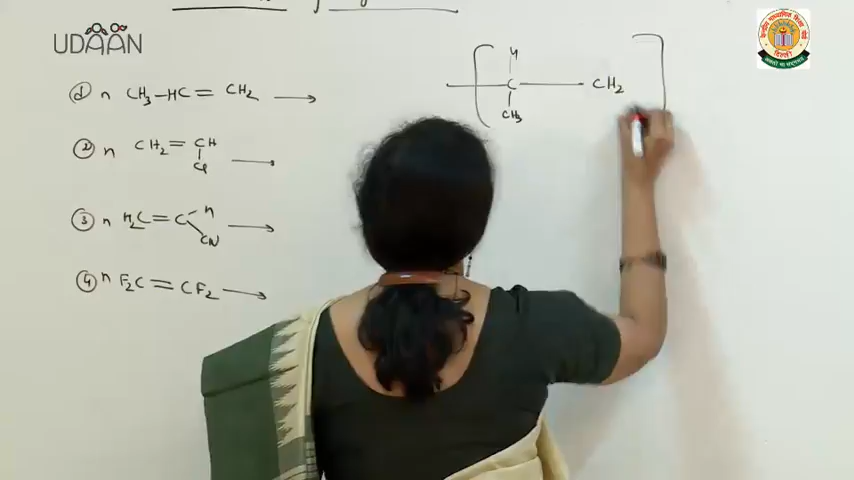 UDAAN
① n CH₃–HC = CH₂ →
② n CH₂ = CH →
Cl
③ n H₂C = C – H →
CN
④ n F₂C = CF₂ →
H
C — CH₂
CH₃